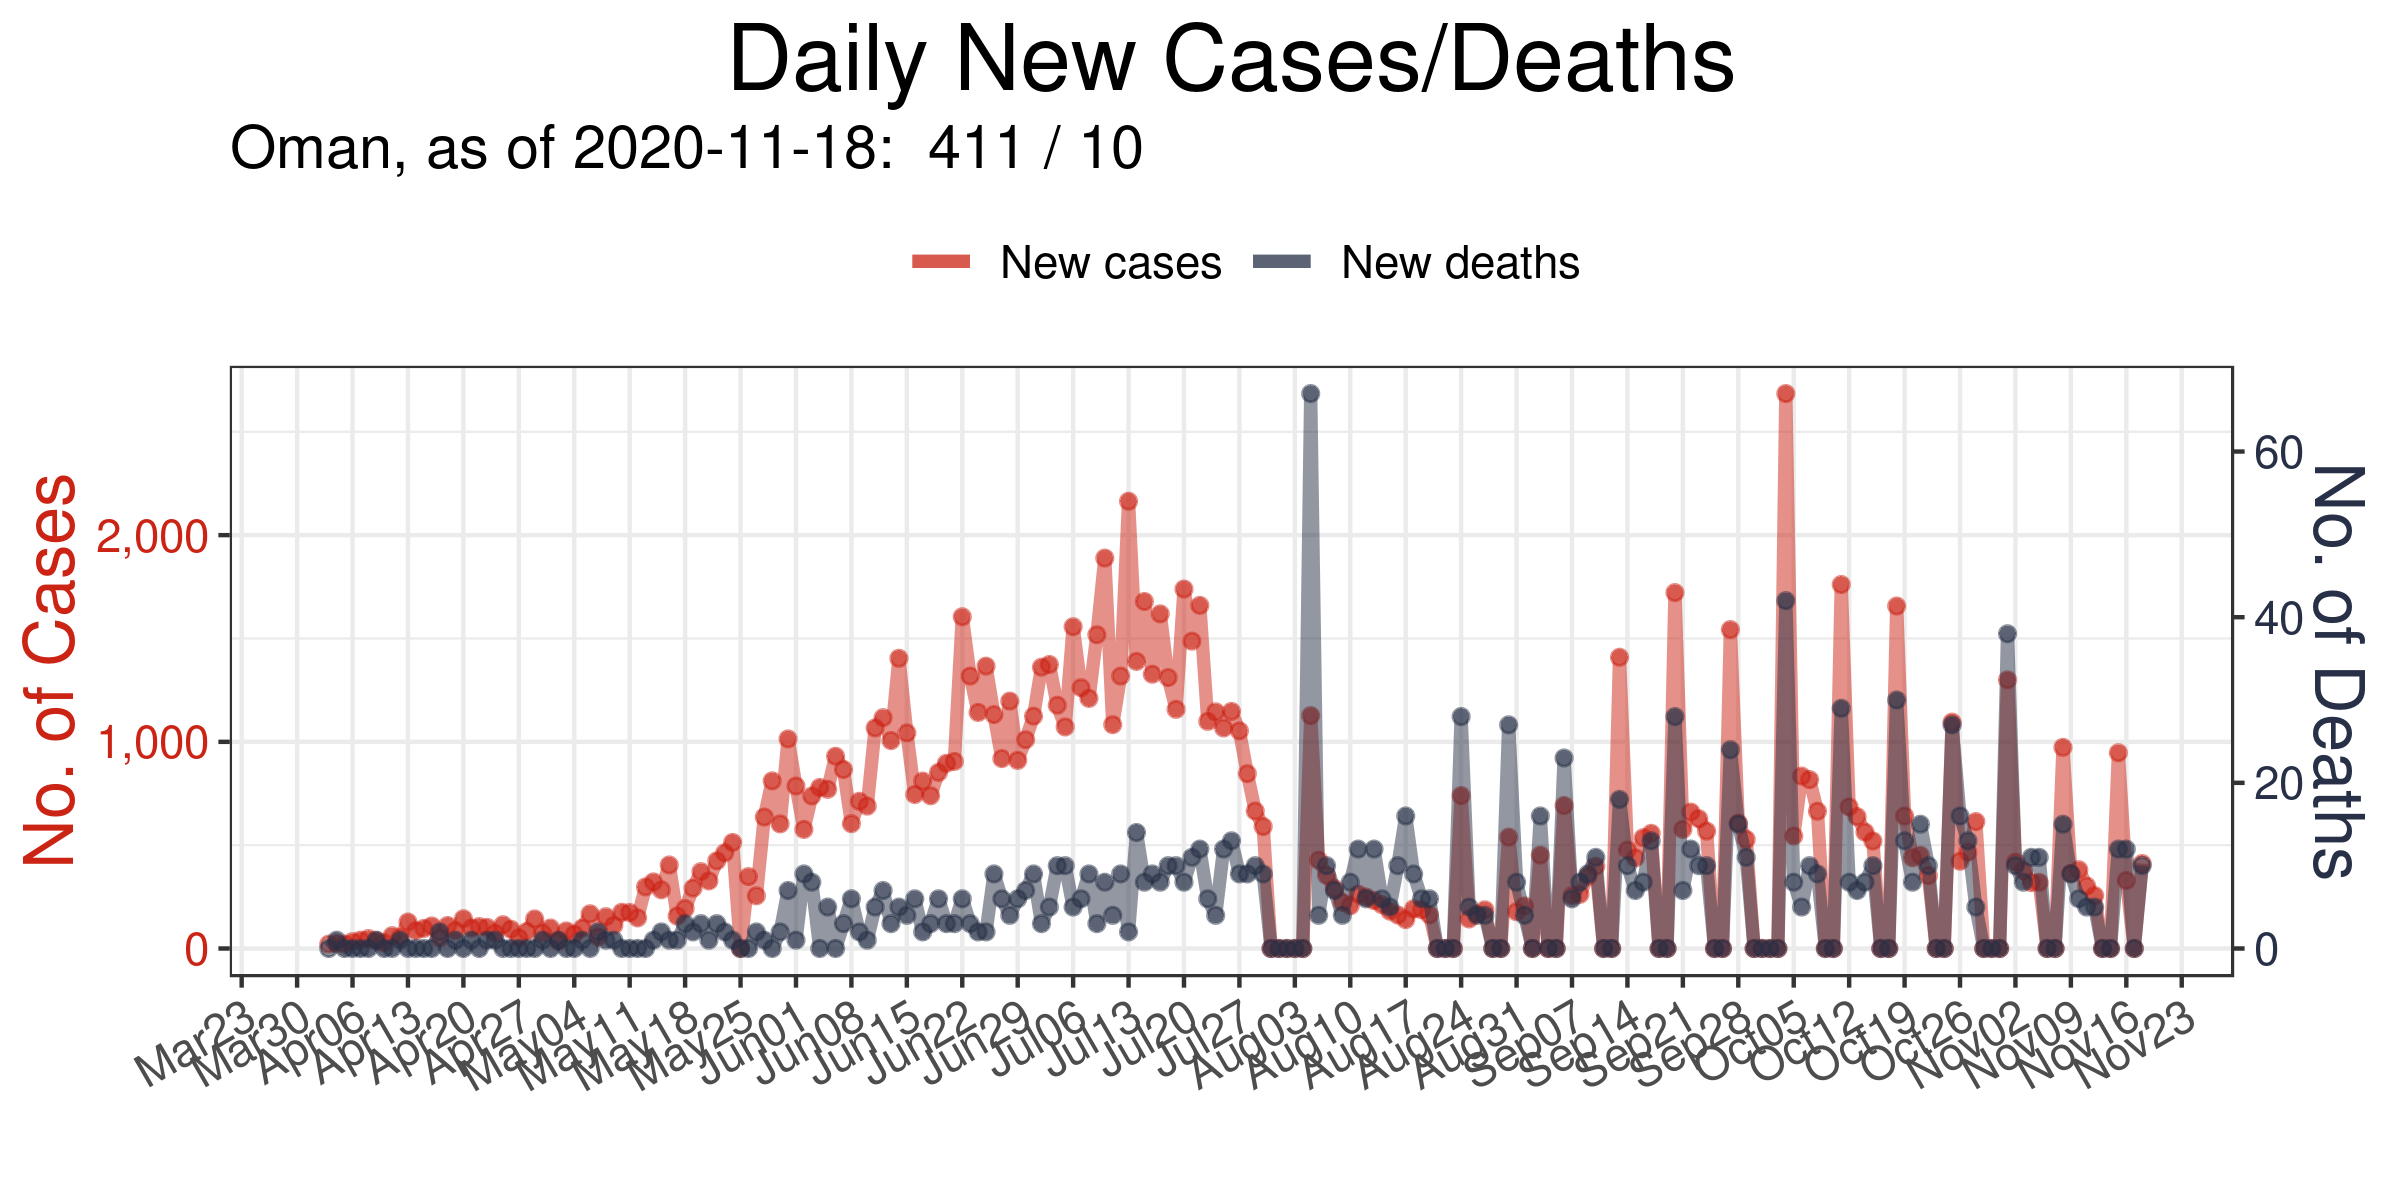 Daily New Cases/Deaths
Oman, as of 2020-11-18:  411 / 10
New cases
New deaths
No. of Cases
2,000
1,000
0
60
40
20
0
No. of Deaths
Mar23
Mar30
Apr06
Apr13
Apr20
Apr27
May04
May11
May18
May25
Jun01
Jun08
Jun15
Jun22
Jun29
Jul06
Jul13
Jul20
Jul27
Aug03
Aug10
Aug17
Aug24
Aug31
Sep07
Sep14
Sep21
Sep28
Oct05
Oct12
Oct19
Oct26
Nov02
Nov09
Nov16
Nov23